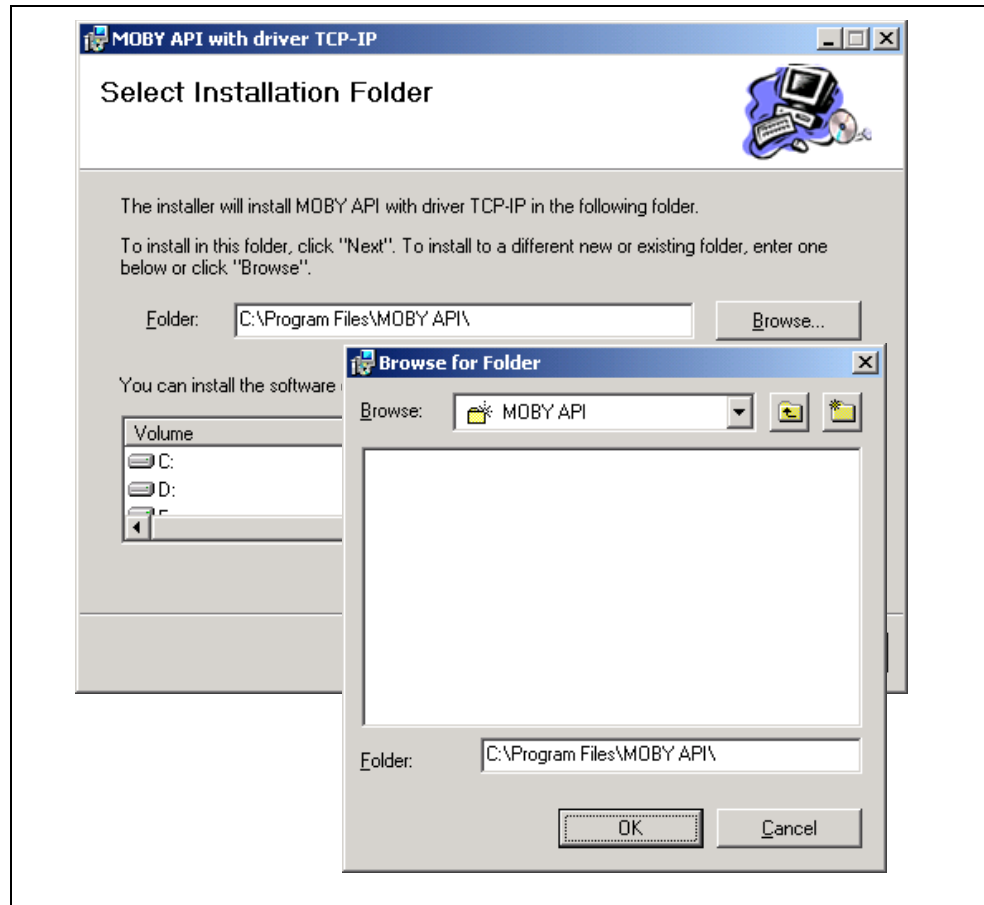 MOBY API with driver TCP-IP
Select Installation Folder
The installer will install MOBY API with driver TCP-IP in the following folder.
To install in this folder, click "Next". To install to a different new or existing folder, enter one
below or click "Browse".
Folder: C:\Program Files\MOBY API\ Browse...
Browse for Folder
You can install the software
Browse: MOBY API
Volume
C:
D:
Folder: C:\Program Files\MOBY API\
OK Cancel